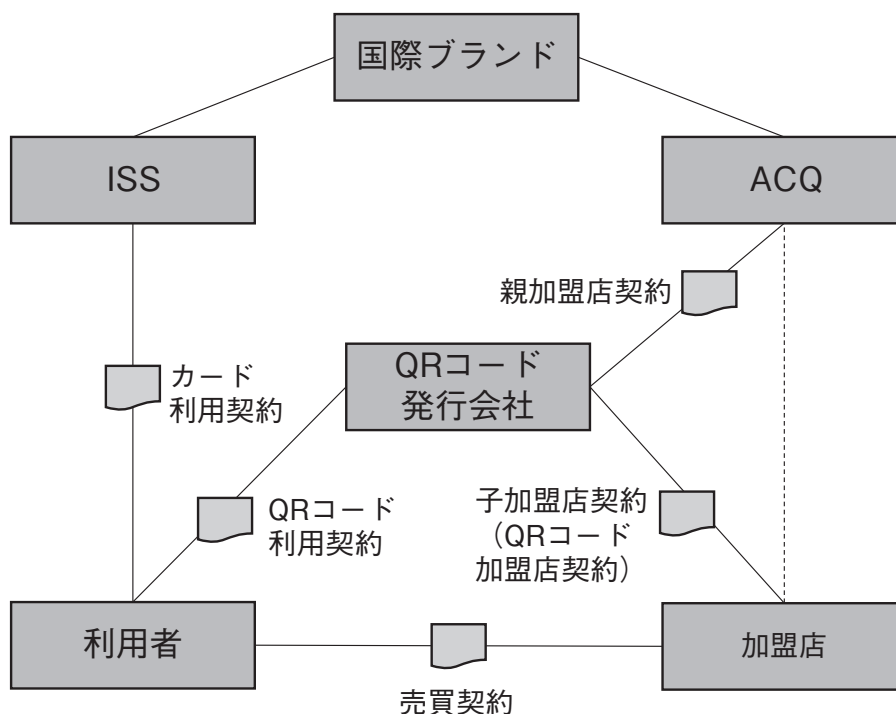 国際ブランド
ISS
ACQ
親加盟店契約
QRコード
発行会社
カード
利用契約
QRコード
利用契約
子加盟店契約
（QRコード
加盟店契約）
利用者
加盟店
売買契約